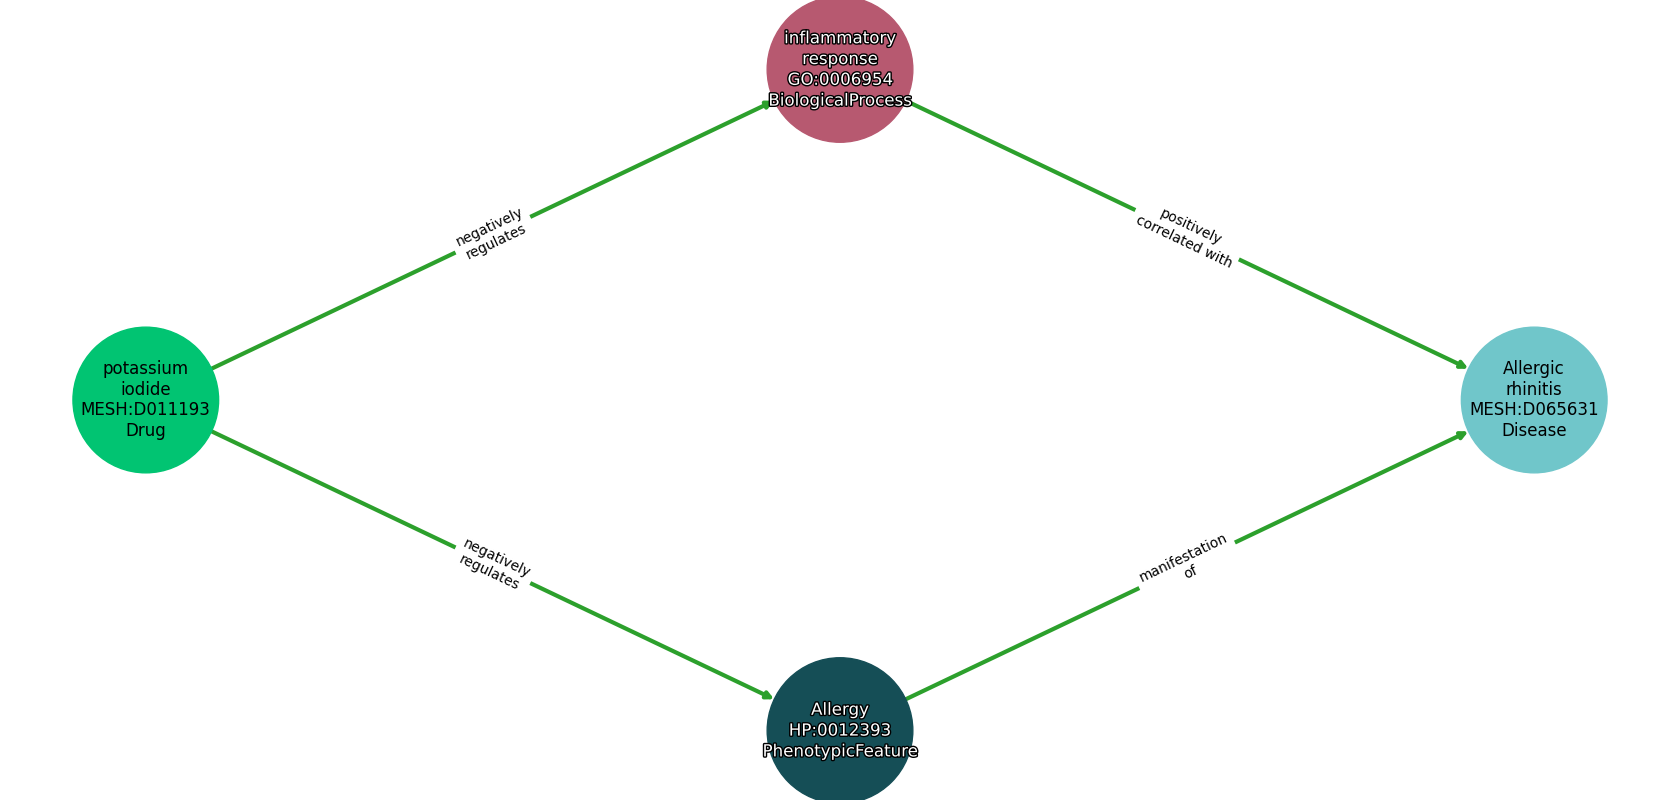 inflammatory
response
GO:0006954
BiologicalProcess
negatively
regulates
positively
correlated with
potassium
iodide
MESH:D011193
Drug
Allergic
rhinitis
MESH:D065631
Disease
negatively
regulates
manifestation
of
Allergy
HP:0012393
PhenotypicFeature